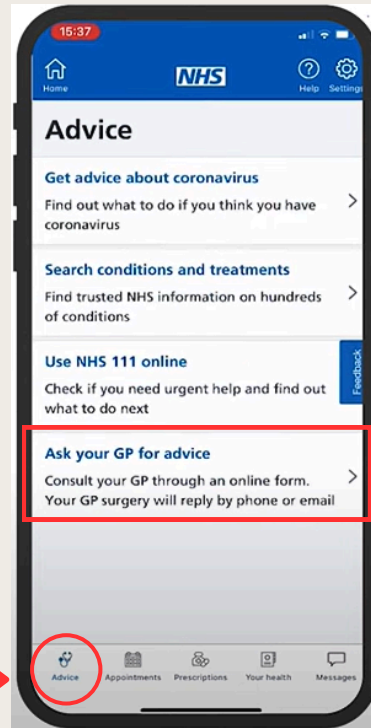 15:37
NHS
Home
Help
Settings
Advice
Get advice about coronavirus
Find out what to do if you think you have
coronavirus
Search conditions and treatments
Find trusted NHS information on hundreds
of conditions
Use NHS 111 online
Check if you need urgent help and find out
what to do next
Feedback
Ask your GP for advice
Consult your GP through an online form.
Your GP surgery will reply by phone or email
Advice
Appointments
Prescriptions
Your health
Messages